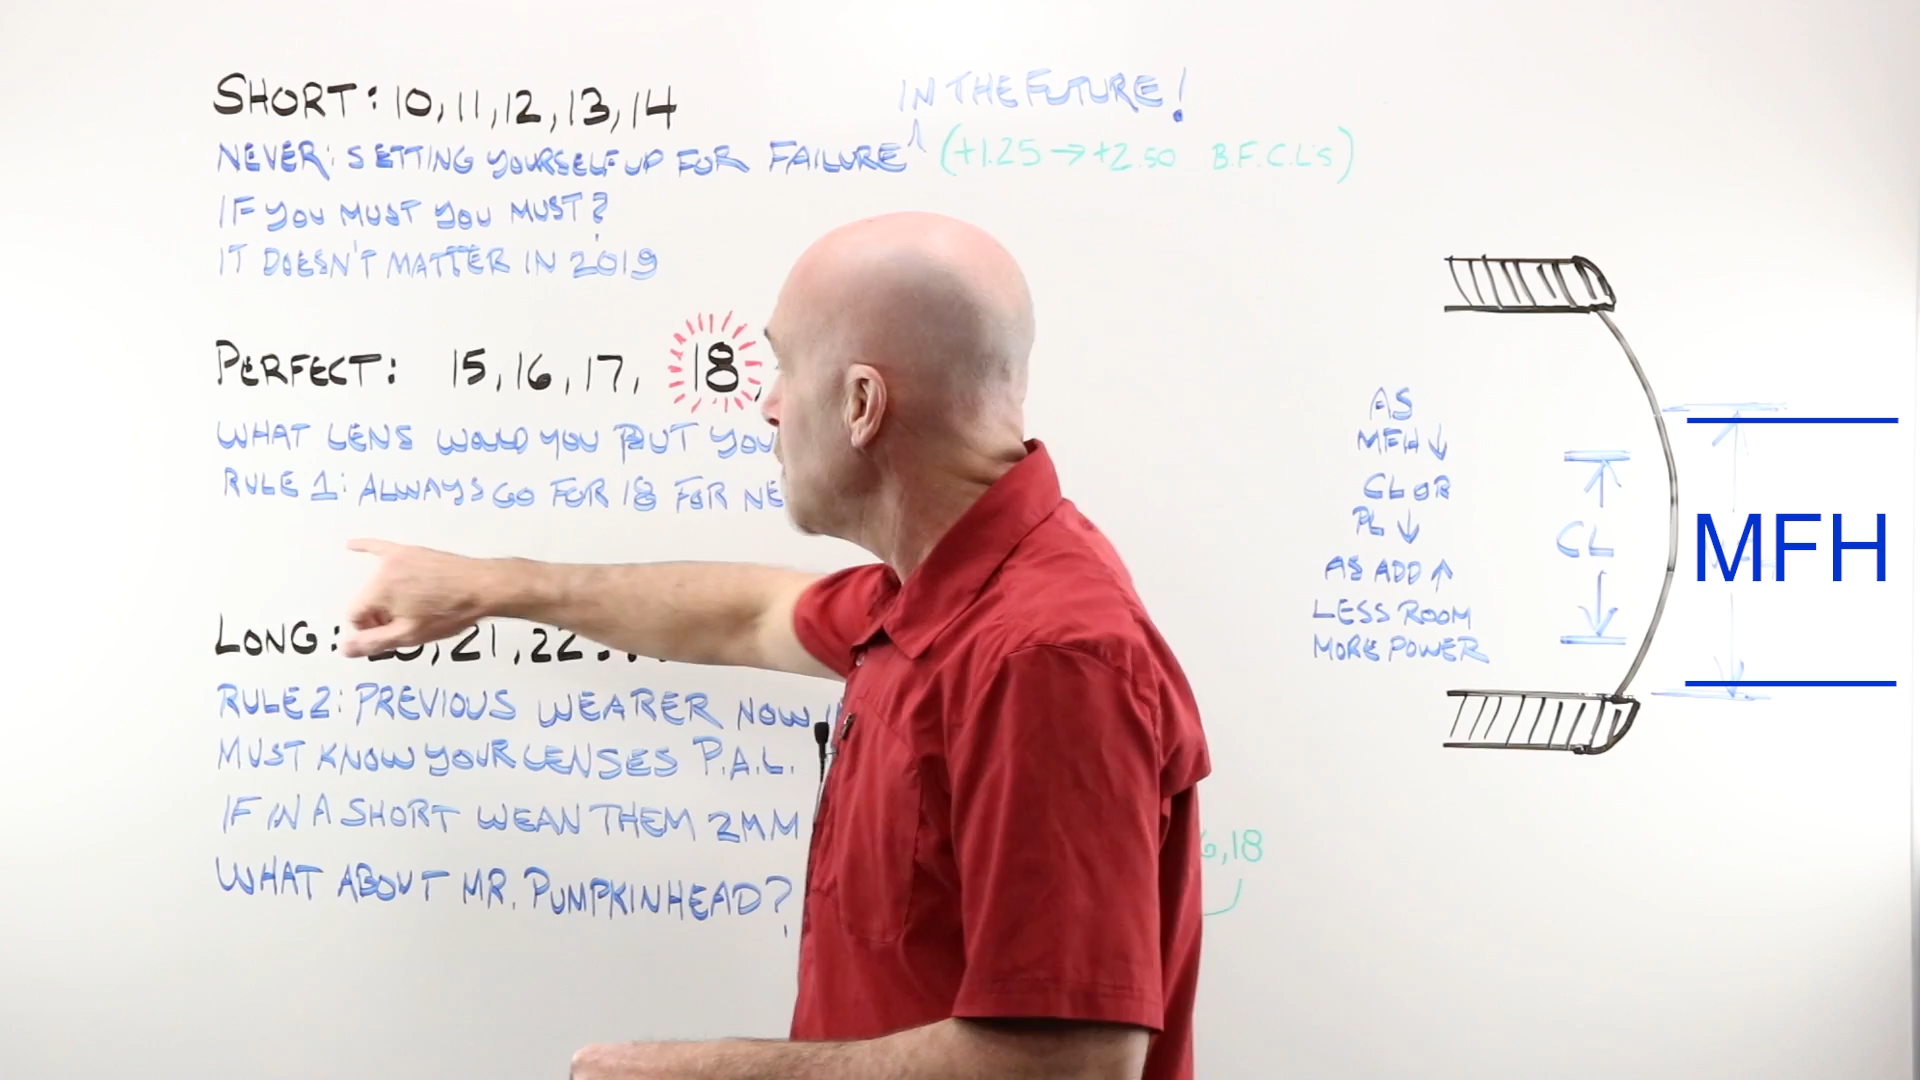 SHORT: 10, 11, 12, 13, 14
IN THE FUTURE!
NEVER: SETTING YOURSELF UP FOR FAILURE ^ (+1.25 → +2.50 B.F.C.L'S)
IF YOU MUST YOU MUST?
IT DOESN'T MATTER IN 2019
PERFECT: 15, 16, 17, 18,
WHAT LENS WOULD YOU PUT YOU
RULE 1: ALWAYS GO FOR 18 FOR NE
LONG: 21, 22
RULE 2: PREVIOUS WEARER NOW
MUST KNOW YOUR LENSES P.A.L.
IF IN A SHORT WEAN THEM 2MM
WHAT ABOUT MR. PUMPKINHEAD?
,18
AS
MFH ↓
CL OR
PL ↓
AS ADD ↑
LESS ROOM
MORE POWER
CL
MFH